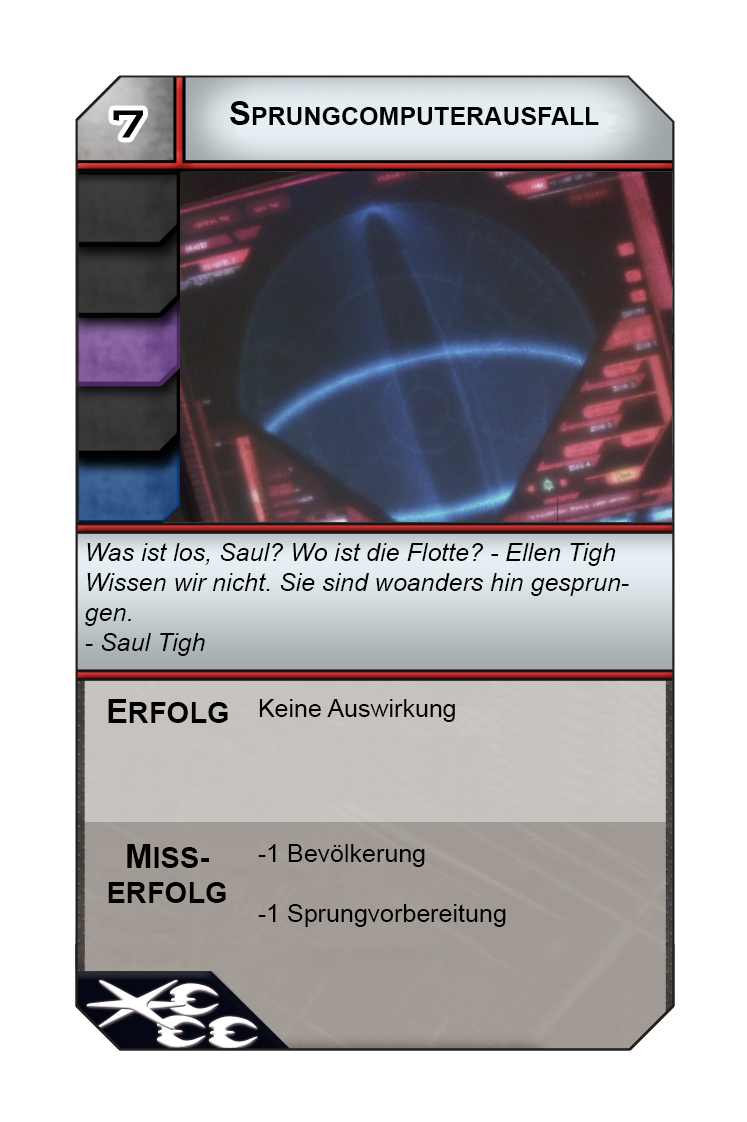 7
SPRUNGCOMPUTERAUSFALL
Was ist los, Saul? Wo ist die Flotte? - Ellen Tigh
Wissen wir nicht. Sie sind woanders hin gesprun-
gen.
- Saul Tigh
ERFOLG
Keine Auswirkung
MISS-
ERFOLG
-1 Bevölkerung
-1 Sprungvorbereitung